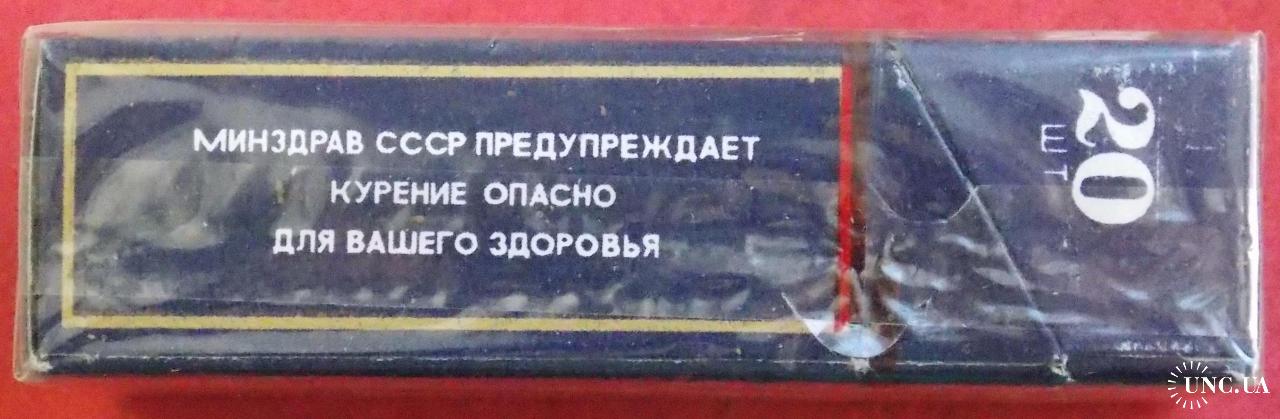 МИНЗДРАВ СССР ПРЕДУПРЕЖДАЕТ
КУРЕНИЕ ОПАСНО
ДЛЯ ВАШЕГО ЗДОРОВЬЯ
20
ШТ
UNC.UA